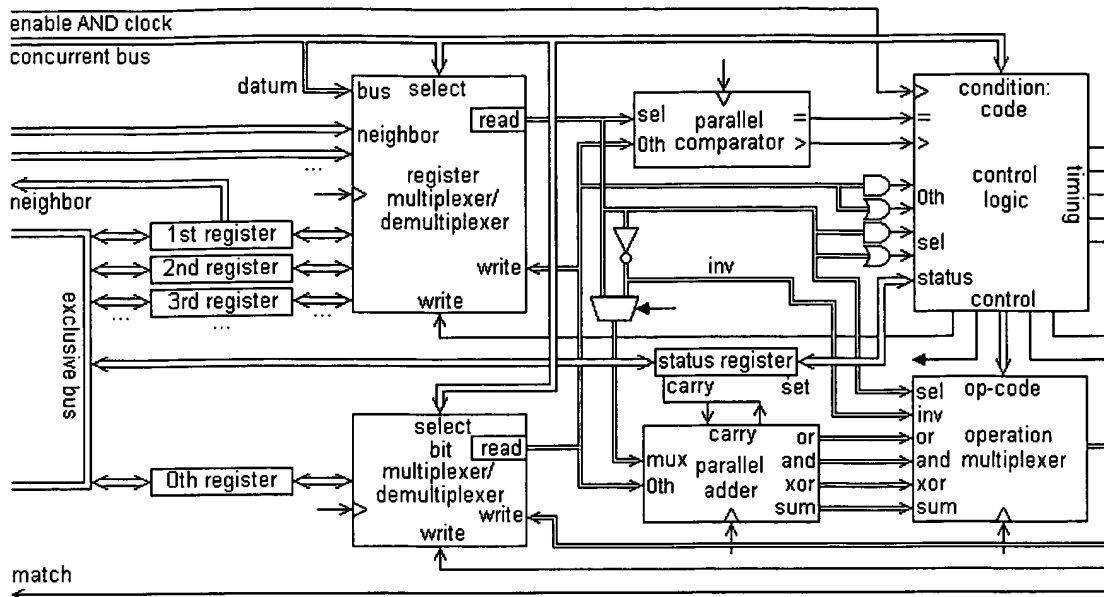 enable AND clock
concurrent bus
datum
bus select
read
neighbor
...
register
multiplexer/
demultiplexer
write
write
neighbor
1st register
2nd register
3rd register
...
...
...
exclusive bus
sel
0th
parallel
comparator
=
>
condition:
code
=
>
control
logic
timing
0th
sel
status
control
inv
status register
carry
set
select
bit
read
multiplexer/
demultiplexer
write
write
0th register
carry
mux
0th
parallel
adder
or
and
xor
sum
op-code
sel
inv
or
and
xor
sum
operation
multiplexer
match